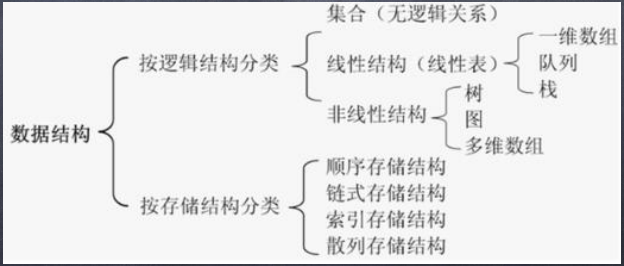 数据结构
按逻辑结构分类
集合（无逻辑关系）
线性结构（线性表）
一维数组
队列
栈
非线性结构
树
图
多维数组
按存储结构分类
顺序存储结构
链式存储结构
索引存储结构
散列存储结构